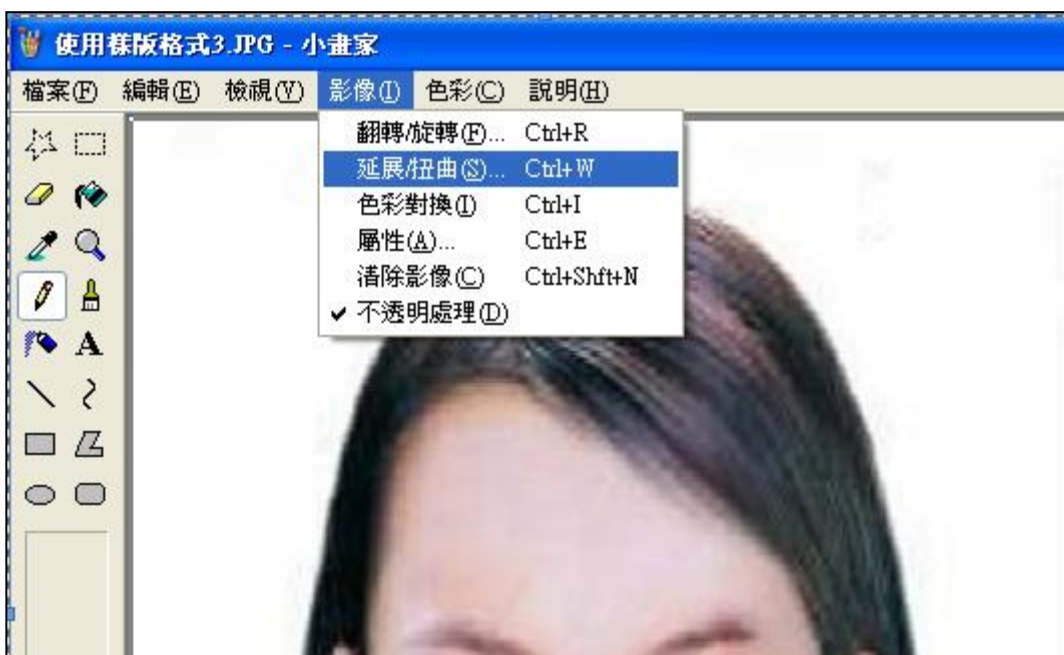 使用樣版格式3.JPG - 小畫家
檔案(F) 編輯(E) 檢視(V) 影像(I) 色彩(C) 說明(H)
翻轉/旋轉(F)... Ctrl+R
延展/扭曲(S)... Ctrl+W
色彩對換(I) Ctrl+I
屬性(A)... Ctrl+E
清除影像(C) Ctrl+Shft+N
不透明處理(D)
A